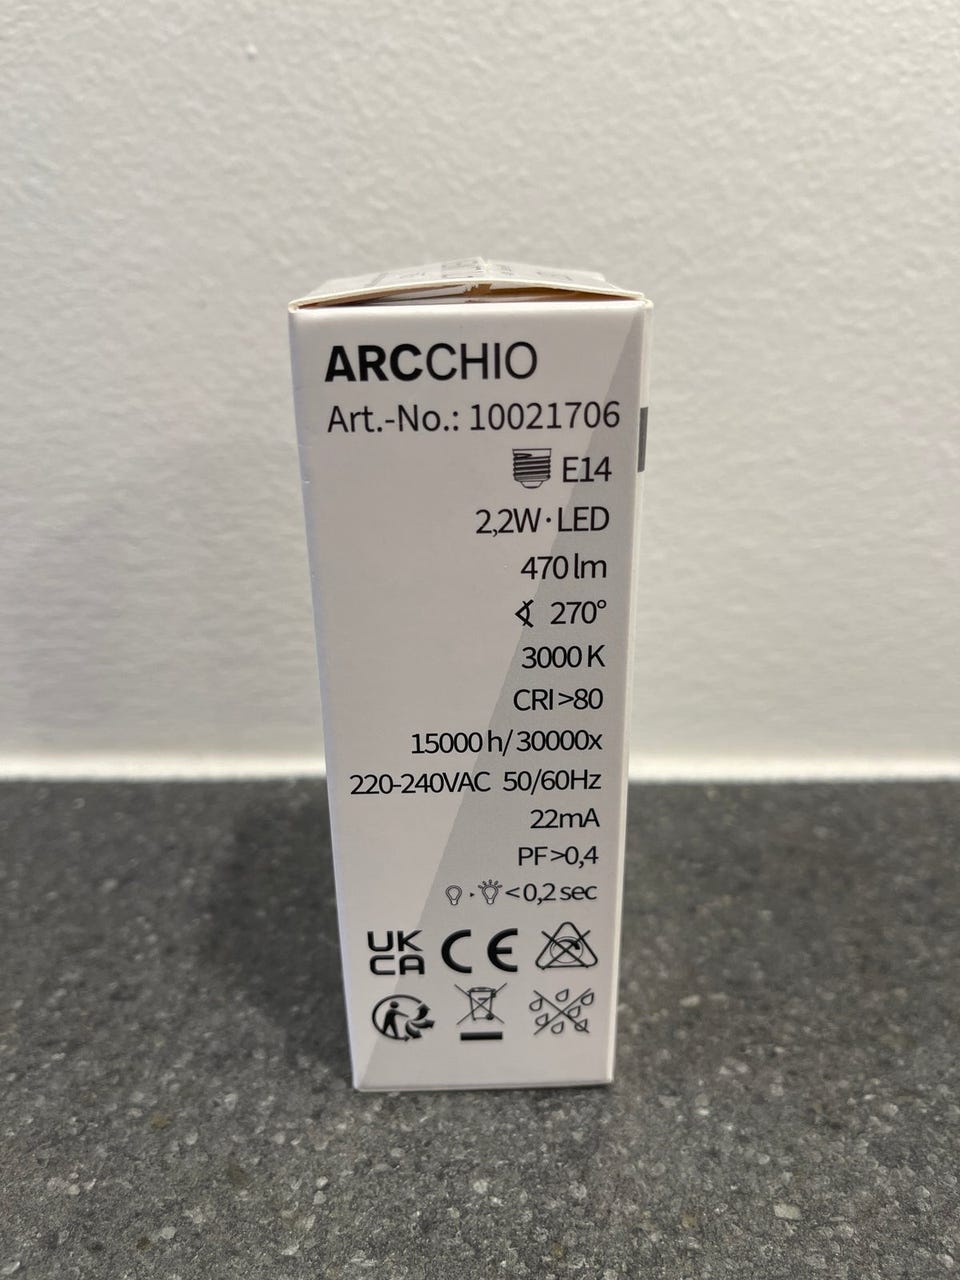 ARCCHIO
Art.-No.: 10021706
E14
2,2W·LED
470 lm
270°
3000 K
CRI >80
15000 h/ 30000x
220-240VAC 50/60Hz
22mA
PF>0,4
<0,2 sec
UK
CA
CE